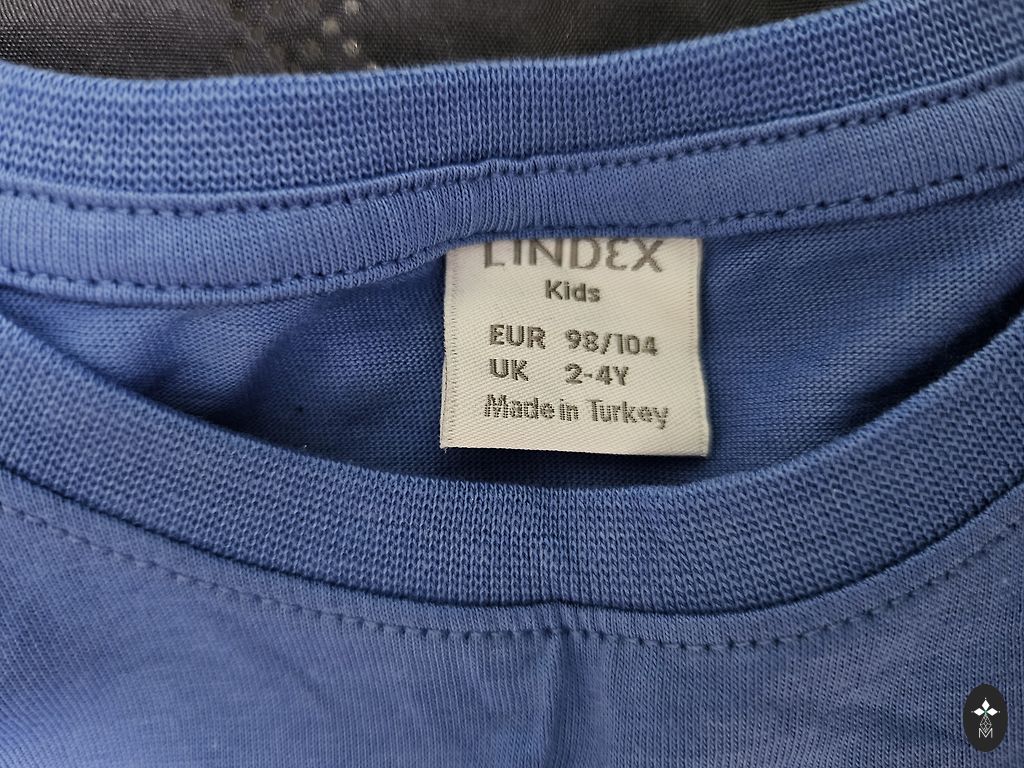 LINDEX
Kids
EUR 98/104
UK 2-4Y
Made in Turkey
M